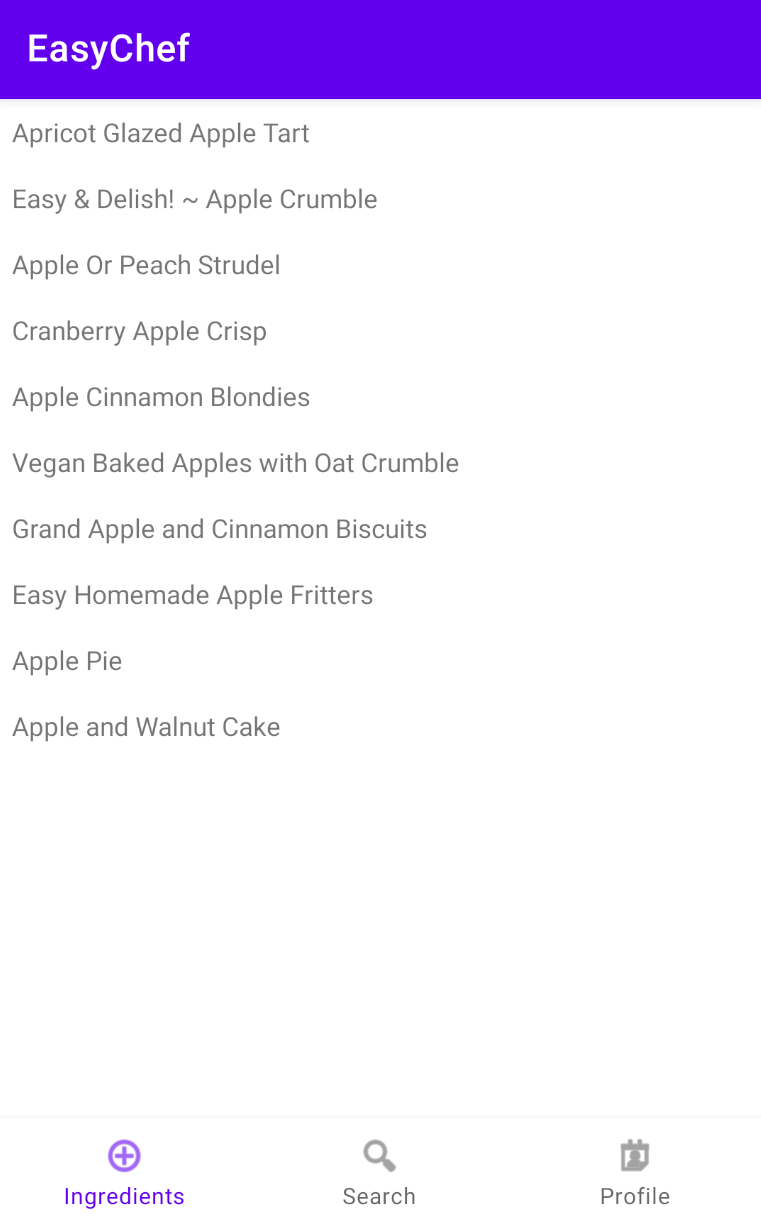 EasyChef
Apricot Glazed Apple Tart
Easy & Delish! ~ Apple Crumble
Apple Or Peach Strudel
Cranberry Apple Crisp
Apple Cinnamon Blondies
Vegan Baked Apples with Oat Crumble
Grand Apple and Cinnamon Biscuits
Easy Homemade Apple Fritters
Apple Pie
Apple and Walnut Cake
Ingredients
Search
Profile